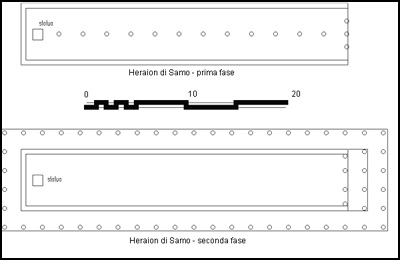 statua
Heraion di Samo - prima fase
0 10 20
statua
Heraion di Samo - seconda fase